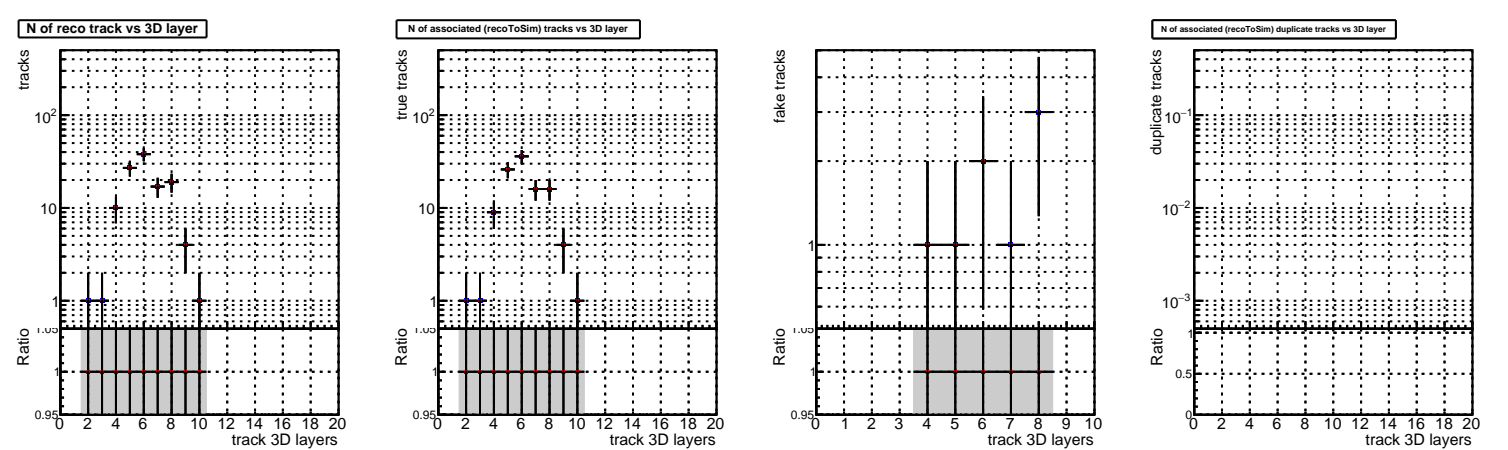 N of reco track vs 3D layer
tracks
10²
10
1
1.05
Ratio
1
0.95
0 2 4 6 8 10 12 14 16 18 20
track 3D layers
N of associated (recoToSim) tracks vs 3D layer
true tracks
10²
10
1
1.05
Ratio
1
0.95
0 2 4 6 8 10 12 14 16 18 20
track 3D layers
fake tracks
1
1.05
Ratio
1
0.95
0 1 2 3 4 5 6 7 8 9 10
track 3D layers
N of associated (recoToSim) duplicate tracks vs 3D layer
duplicate tracks
10⁻¹
10⁻²
10⁻³
Ratio
1
0.5
0
0 2 4 6 8 10 12 14 16 18 20
track 3D layers